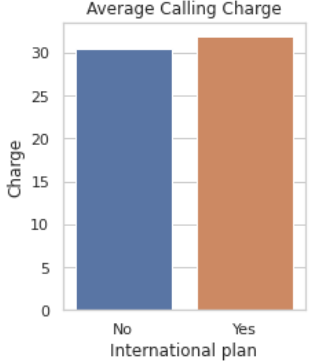 Average Calling Charge
30
25
20
15
10
5
0
Charge
No Yes
International plan